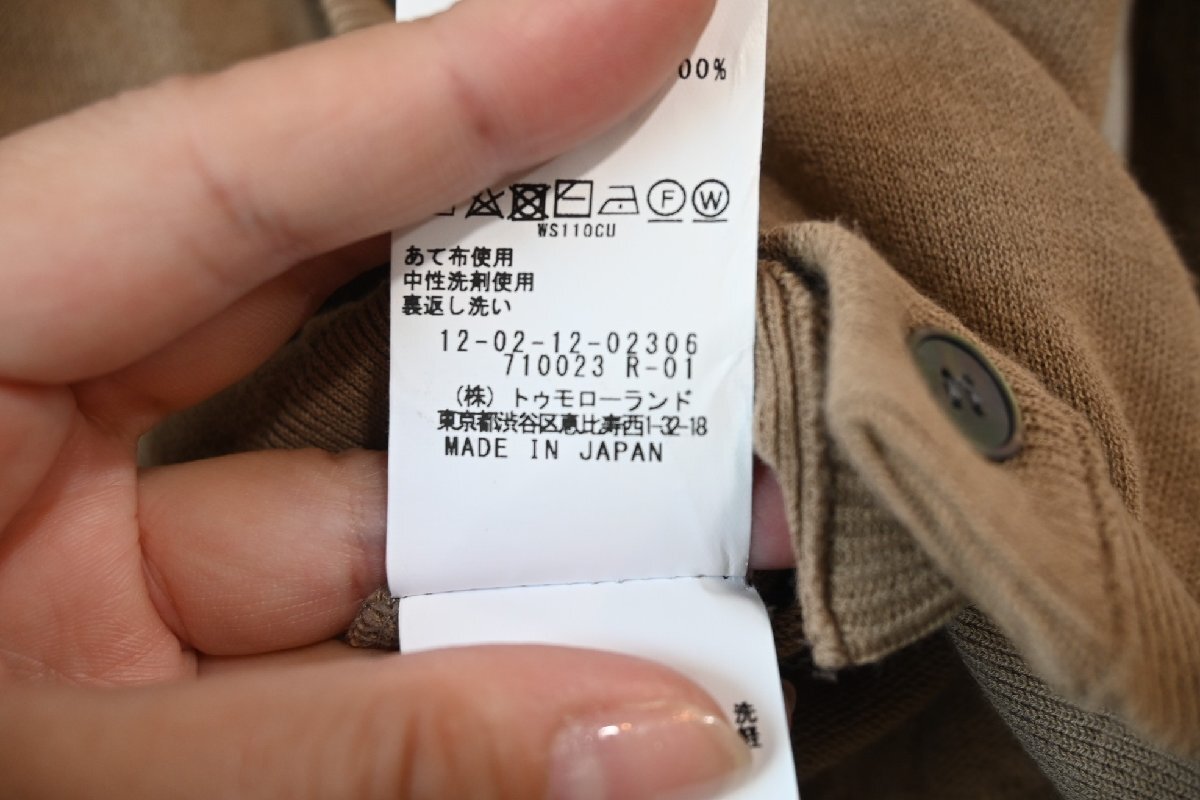 00%
F W
WS110CU
あて布使用
中性洗剤使用
裏返し洗い
12-02-12-02306
710023 R-01
(株) トゥモローランド
東京都渋谷区恵比寿西1-32-18
MADE IN JAPAN
洗